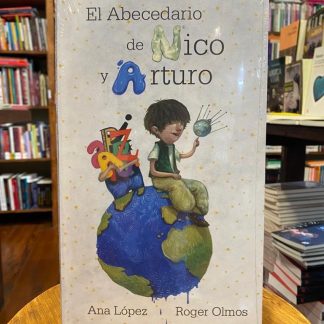 El Abecedario
de Nico
y Arturo
Ana López Roger Olmos